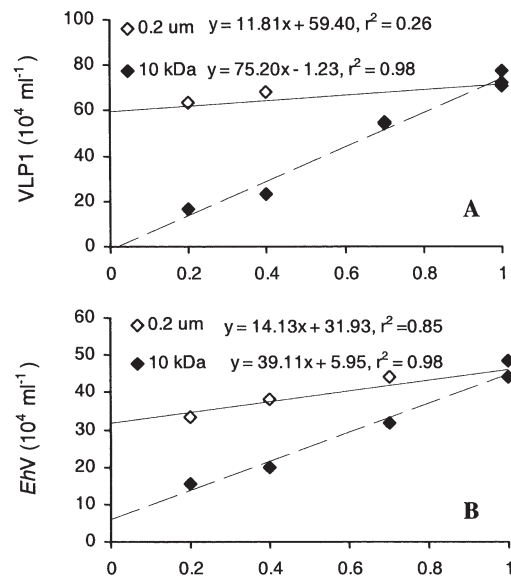 0.2 um y = 11.81x + 59.40, r² = 0.26
10 kDa y = 75.20x - 1.23, r² = 0.98
VLP1 (10⁴ ml⁻¹)
100
80
60
40
20
0
A
0 0.2 0.4 0.6 0.8 1
0.2 um y = 14.13x + 31.93, r² =0.85
10 kDa y = 39.11x + 5.95, r² = 0.98
EhV (10⁴ ml⁻¹)
60
50
40
30
20
10
0
B
0 0.2 0.4 0.6 0.8 1